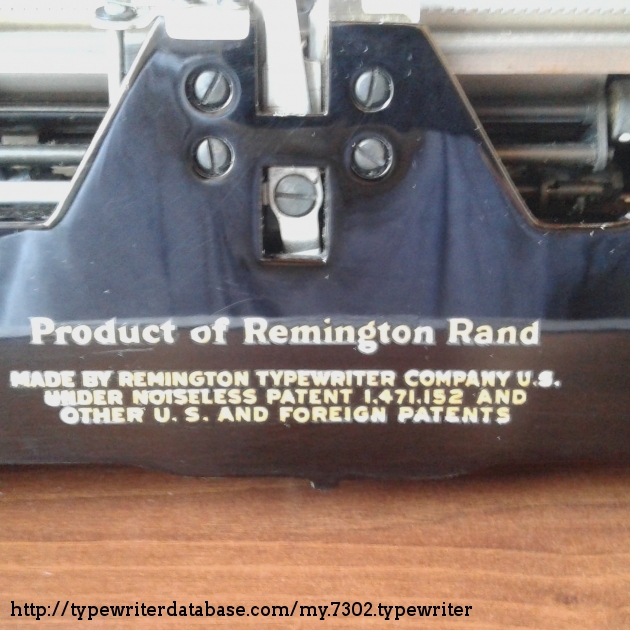 Product of Remington Rand
MADE BY REMINGTON TYPEWRITER COMPANY U.S.
UNDER NOISELESS PATENT 1,471,152 AND
OTHER U. S. AND FOREIGN PATENTS
http://typewriterdatabase.com/my.7302.typewriter